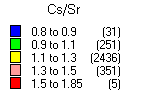 Cs/Sr
0.8 to 0.9 (31)
0.9 to 1.1 (251)
1.1 to 1.3 (2436)
1.3 to 1.5 (351)
1.5 to 1.85 (5)